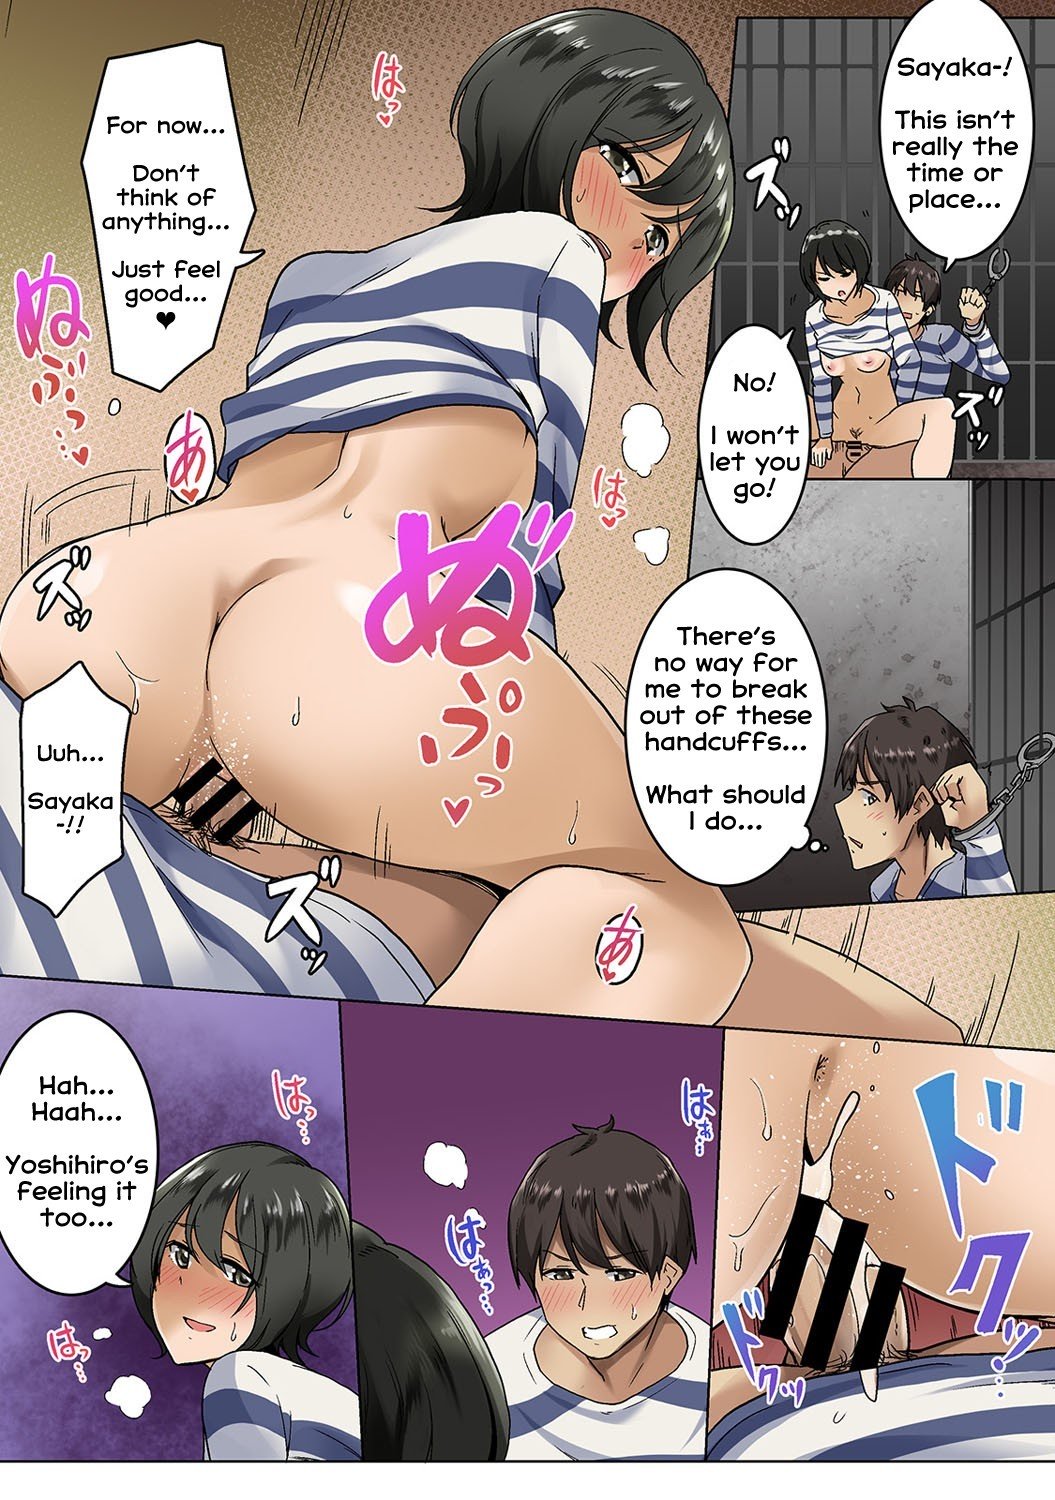 Sayaka-!
This isn't
really the
time or
place...
ズッ
No!
I won't
let you
go!
ズッ
There's
no way for
me to break
out of these
handcuffs...
What should
I do...
はっ
For now...
Don't
think of
anything...
Just feel
good...
♥
ぬぷっ…
あ
はっ
ぬぷっ
ズッ
Uuh...
Sayaka
-!!
ズッ
あ
ドクッ…
ドクッ
はぁ…
はぁっ…
はっ…
Hah...
Haah...
Yoshihiro's
feeling it
too...
はっ…